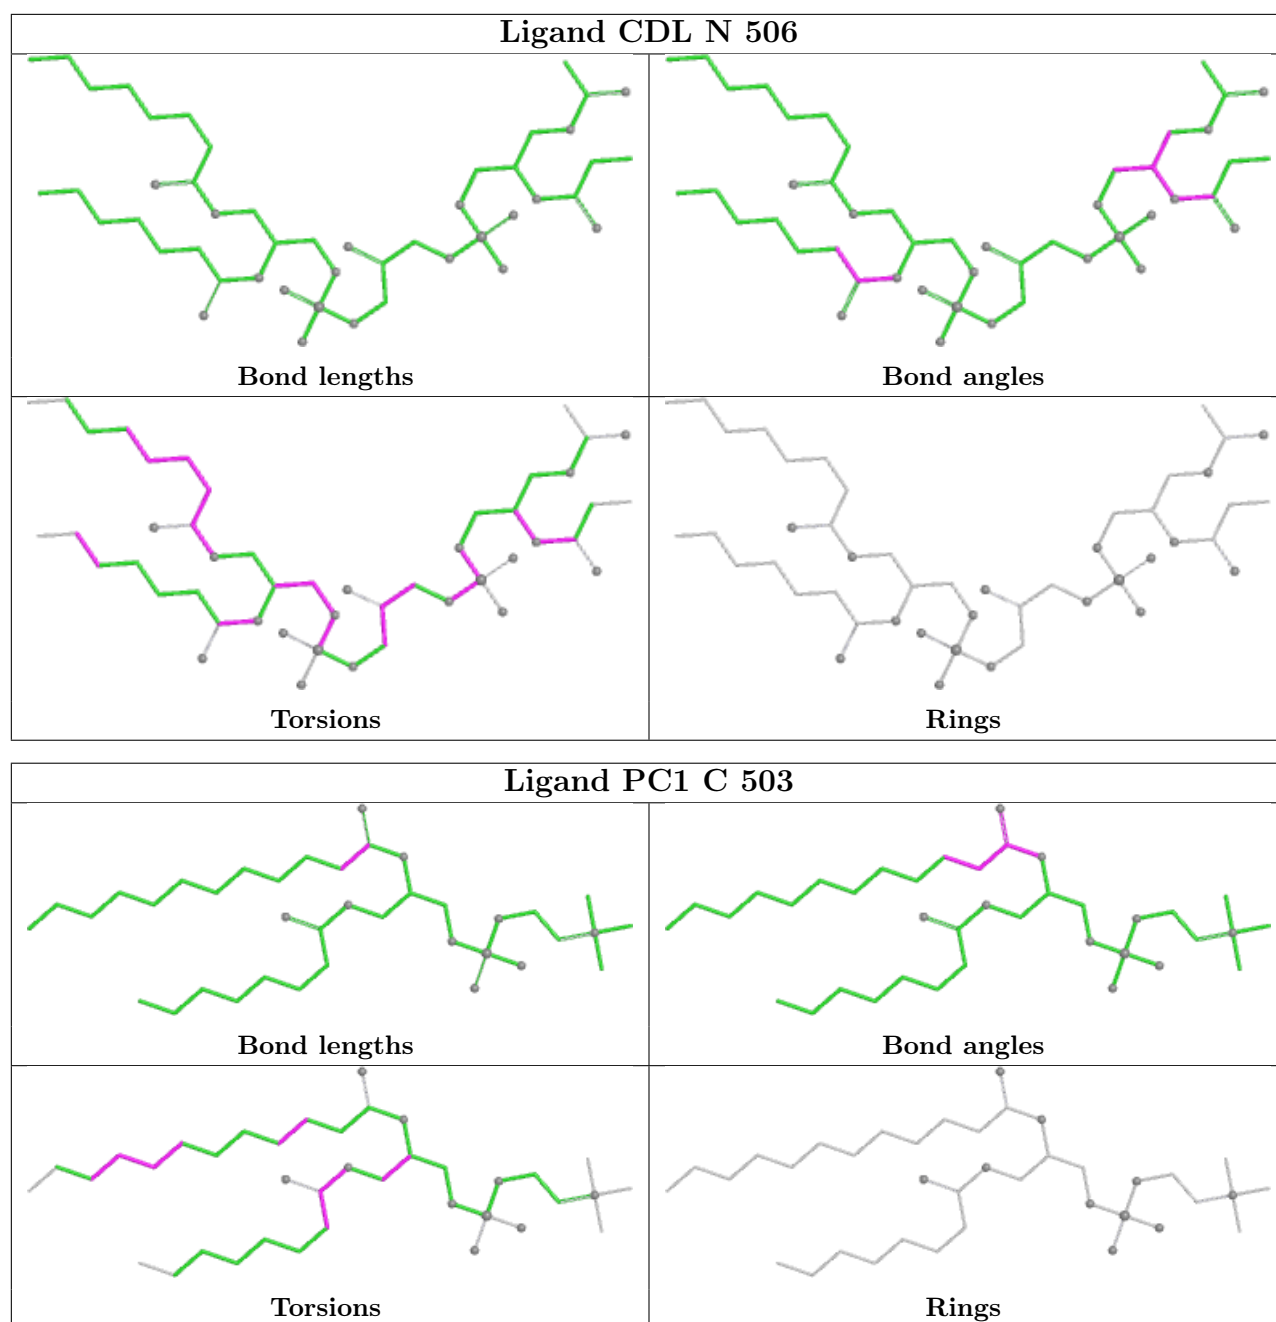 Ligand CDL N 506
Bond lengths
Bond angles
Torsions
Rings
Ligand PC1 C 503
Bond lengths
Bond angles
Torsions
Rings